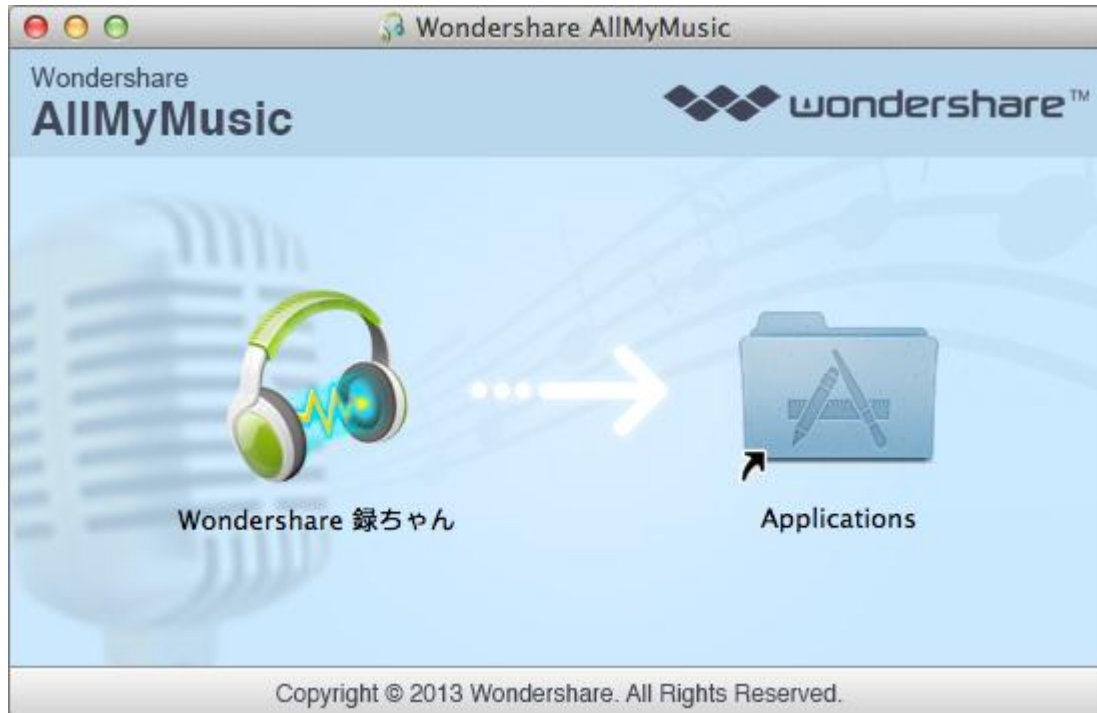 Wondershare AllMyMusic
Wondershare
AllMyMusic
wondershare™
Wondershare 録ちゃん
Applications
Copyright © 2013 Wondershare. All Rights Reserved.